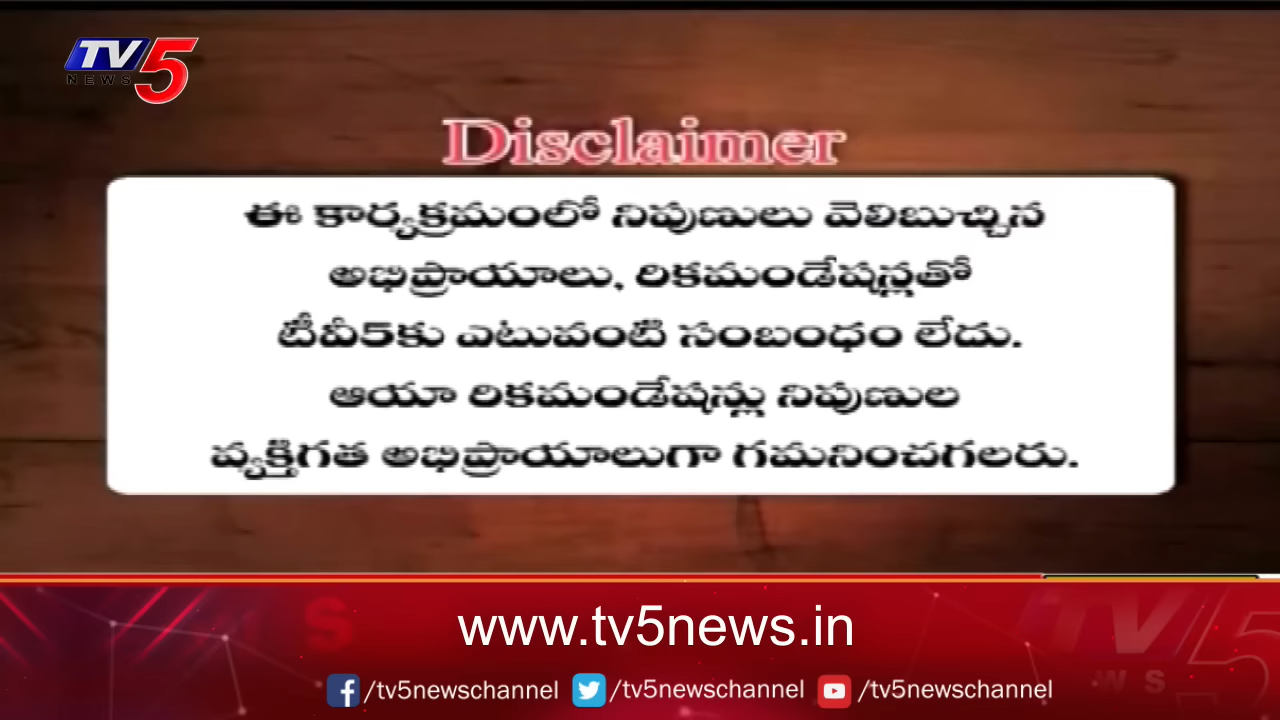 TV5
NEWS
Disclaimer
ఈ కార్యక్రమంలో నిపుణులు వెలిబుచ్చిన
అభిప్రాయాలు, రికమండేషన్లతో
టీవీ5కు ఎటువంటి సంబంధం లేదు.
ఆయా రికమండేషన్లు నిపుణుల
వ్యక్తిగత అభిప్రాయాలుగా గమనించగలరు.
www.tv5news.in
/tv5newschannel /tv5newschannel /tv5newschannel